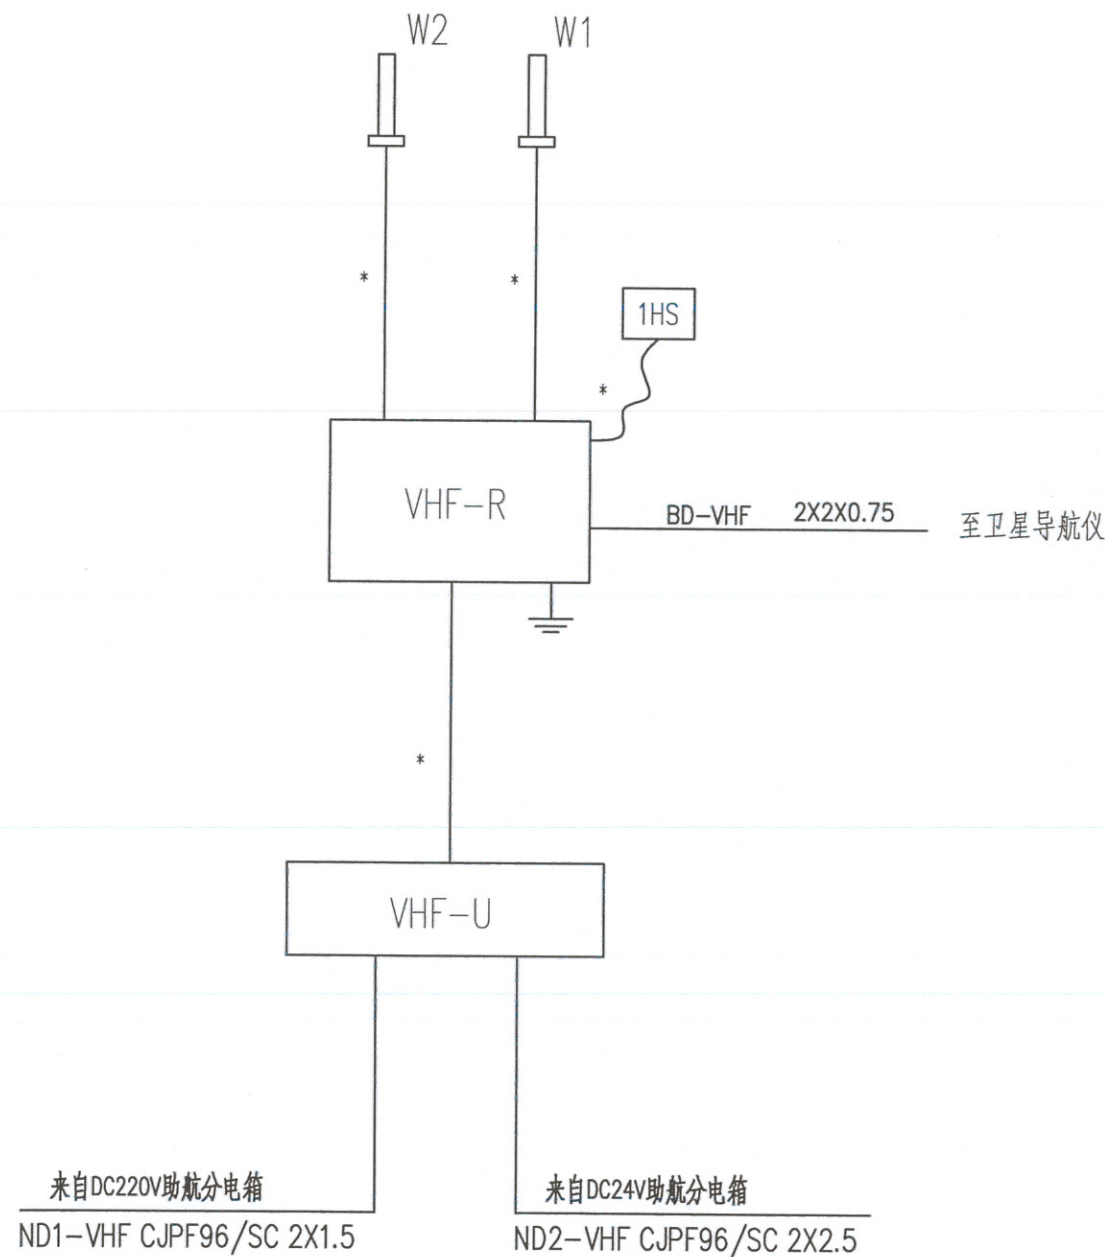 W2
W1
*
*
1HS
*
VHF-R
BD-VHF 2X2X0.75
至卫星导航仪
*
VHF-U
来自DC220V助航分电箱
来自DC24V助航分电箱
ND1-VHF CJPF96/SC 2X1.5
ND2-VHF CJPF96/SC 2X2.5